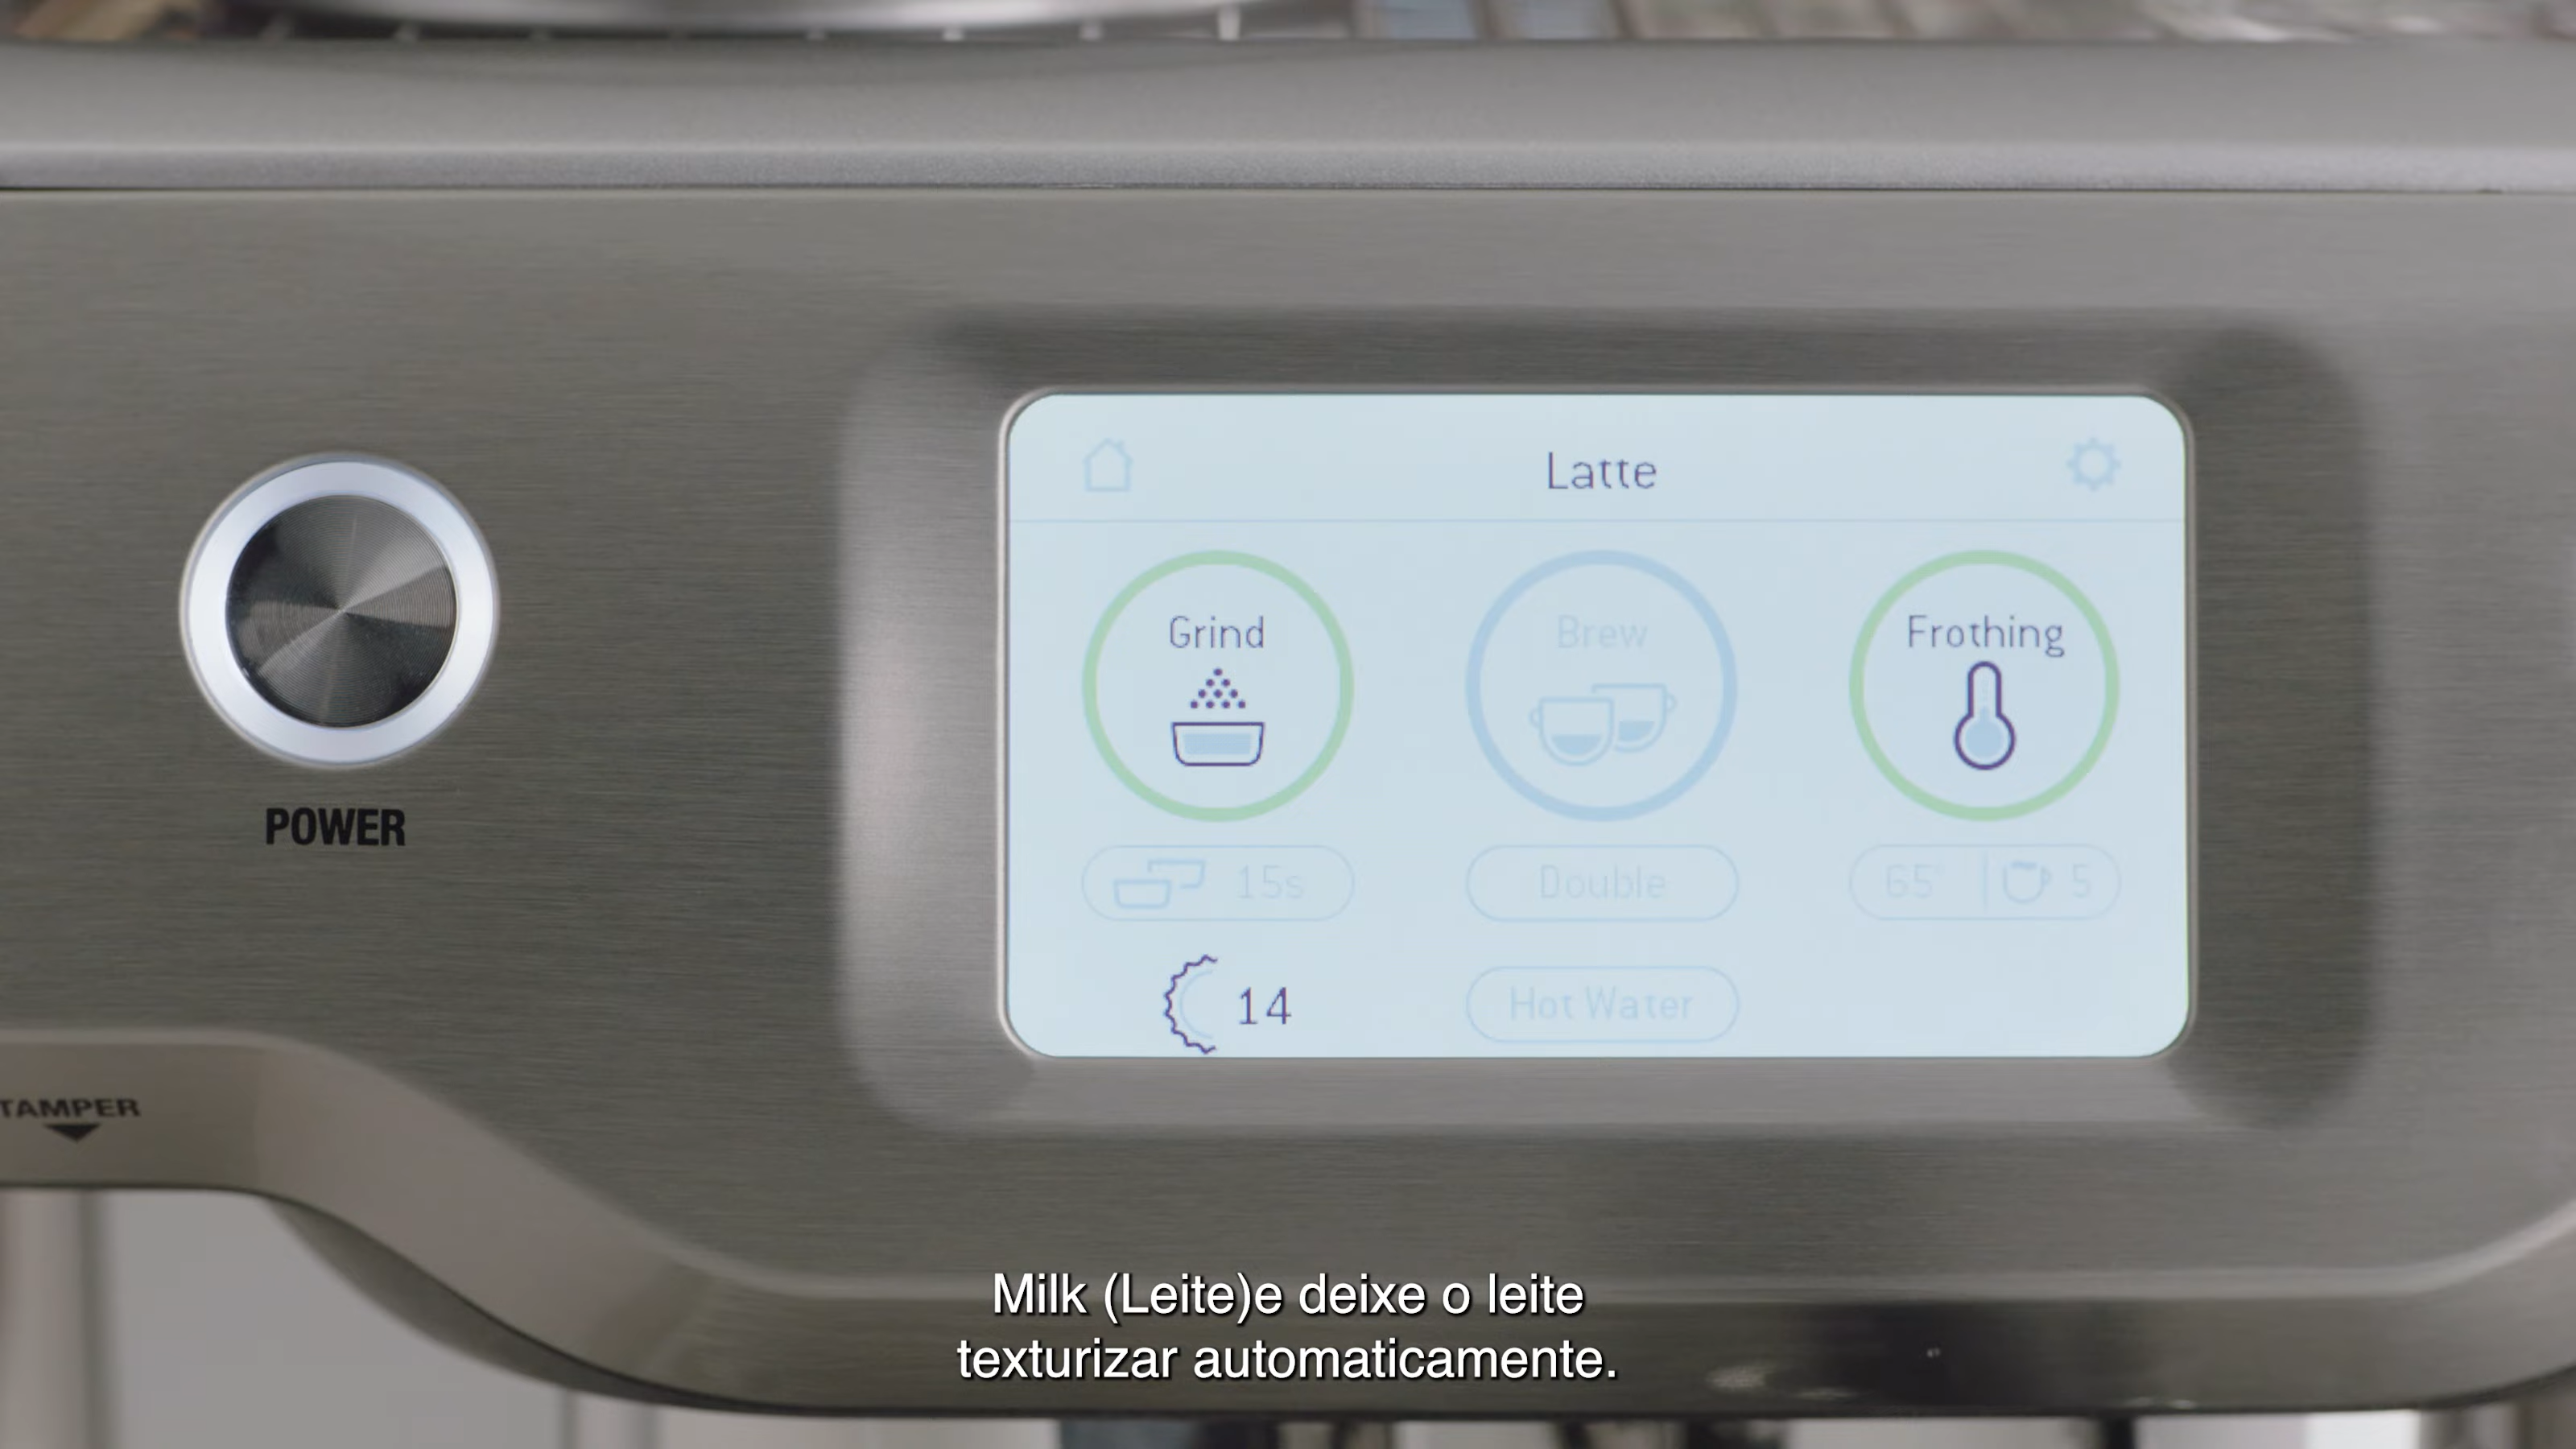 Latte
Grind
Brew
Frothing
15s
Double
65° | 5
14
Hot Water
POWER
TAMPER
Milk (Leite)e deixe o leite
texturizar automaticamente.